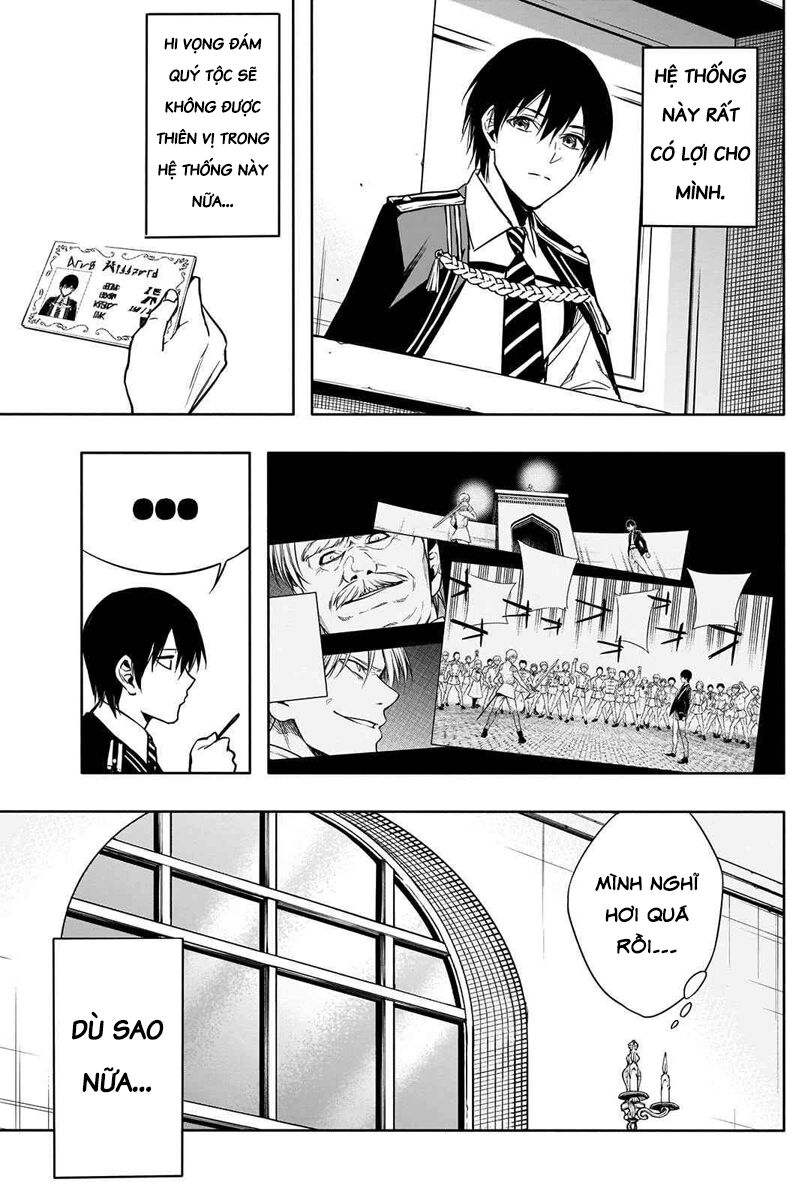 HỆ THỐNG
NÀY RẤT
CÓ LỢI CHO
MÌNH.
HI VỌNG ĐÁM
QUÝ TỘC SẼ
KHÔNG ĐƯỢC
THIÊN VỊ TRONG
HỆ THỐNG NÀY
NỮA...
MÌNH NGHĨ
HƠI QUÁ
RỒI...
DÙ SAO
NỮA...